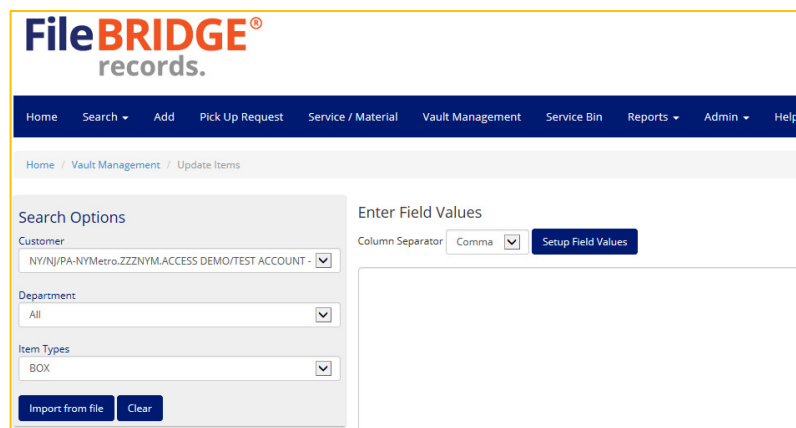 FileBRIDGE®
records.
Home Search Add Pick Up Request Service / Material Vault Management Service Bin Reports Admin Help
Home / Vault Management / Update Items
Search Options
Customer
NY/NJ/PA-NYMetro.ZZZNYM.ACCESS DEMO/TEST ACCOUNT -
Department
All
Item Types
BOX
Import from file Clear
Enter Field Values
Column Separator Comma Setup Field Values